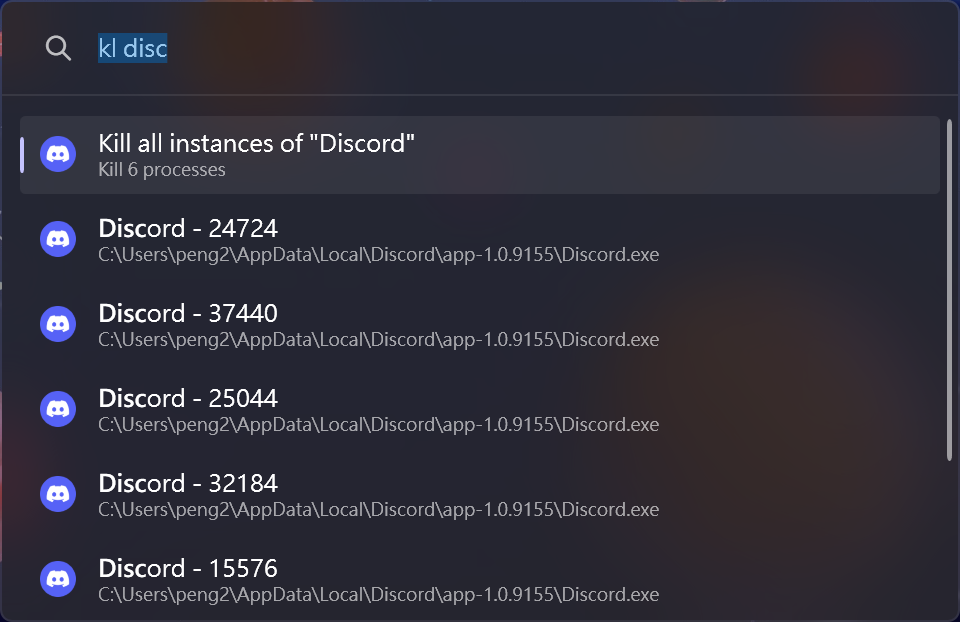 kl disc
Kill all instances of "Discord"
Kill 6 processes
Discord - 24724
C:\Users\peng2\AppData\Local\Discord\app-1.0.9155\Discord.exe
Discord - 37440
C:\Users\peng2\AppData\Local\Discord\app-1.0.9155\Discord.exe
Discord - 25044
C:\Users\peng2\AppData\Local\Discord\app-1.0.9155\Discord.exe
Discord - 32184
C:\Users\peng2\AppData\Local\Discord\app-1.0.9155\Discord.exe
Discord - 15576
C:\Users\peng2\AppData\Local\Discord\app-1.0.9155\Discord.exe